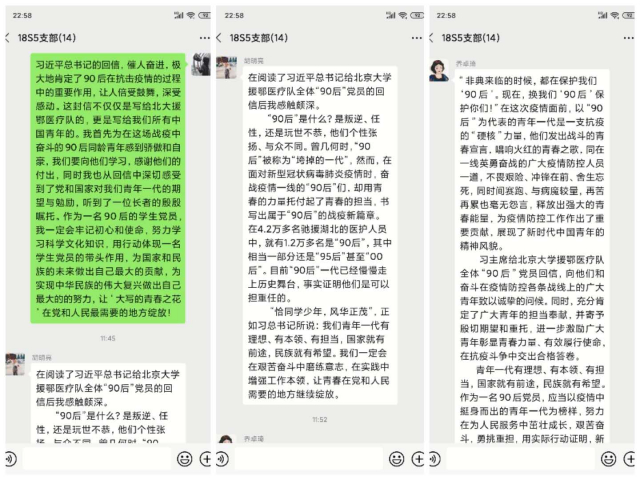 22:58
18S5支部(14)
习近平总书记的回信，催人奋进，极
大地肯定了90后在抗击疫情的过程
中的重要作用，让人倍受鼓舞，深受
感动。这封信不仅仅是写给北大援
鄂医疗队的，更是写给我们所有中
国青年的。我首先为在这场战疫中
奋斗的90后同龄青年感到骄傲和自
豪，我们要向他们学习，感谢他们的
付出，同时我也从回信中深切感受
到了党和国家对我们青年一代的期
望与勉励，听到了一位长者的殷殷
嘱托。作为一名90后的学生党员，
我一定会牢记初心和使命，努力学
习科学文化知识，用行动体现一名
学生党员的带头作用，为国家和民
族的未来做出自己最大的贡献，为
实现中华民族的伟大复兴做出自己
最大的的努力，让‘大写的青春之花’
在党和人民最需要的地方绽放！
11:45
在阅读了习近平总书记给北京大学
援鄂医疗队全体“90后”党员的回
信后我感触颇深。
“90后”是什么？是叛逆、任
性，还是玩世不恭，他们个性张
22:58
18S5支部(14)
在阅读了习近平总书记给北京大学
援鄂医疗队全体“90后”党员的回
信后我感触颇深。
“90后”是什么？是叛逆、任
性，还是玩世不恭，他们个性张
扬、与众不同。曾几何时，“90
后”被称为“垮掉的一代”，然而，在
面对新型冠状病毒肺炎疫情时，奋
战疫情一线的“90后”们，却用青
春的力量托付起了青春的担当，书
写出属于“90后”的战疫新篇章。
在4.2万多名驰援湖北的医护人员
中，就有1.2万多名是“90后”，其中
相当一部分还是“95后”甚至“00
后”。目前“90后”一代已经慢慢走
上历史舞台，事实证明他们是可以
担重任的。
“恰同学少年，风华正茂”，正
如习总书记所说：我们青年一代有
理想、有本领、有担当，国家就有
前途，民族就有希望。我们一定会
在艰苦奋斗中磨练意志，在实践中
增强工作本领，让青春在党和人民
需要的地方继续绽放。
11:52
22:58
18S5支部(14)
“非典来临的时候，都在保护我们
‘90后’。现在，换我们‘90后’保
护你们！”在这次疫情面前，以“90
后”为代表的青年一代是一支抗疫
的“硬核”力量，他们发出战斗的青
春宣言，唱响火红的青春之歌，同在
一线英勇奋战的广大疫情防控人员
一道，不畏艰险、冲锋在前、舍生忘
死，同时间赛跑、与病魔较量，再苦
再累也毫无怨言，释放出强大的青
春能量，为疫情防控工作作出了重
要贡献，展现了新时代中国青年的
精神风貌。
习主席给北京大学援鄂医疗队
全体“90后”党员回信，向他们和
奋斗在疫情防控各条战线上的广大
青年致以诚挚的问候。同时，充分肯
定了广大青年的担当奉献，并寄予
殷切期望和重托，进一步激励广大
青年彰显青春力量、有效履行使命，
在抗疫斗争中交出合格答卷。
青年一代有理想、有本领、有担
当，国家就有前途，民族就有希望。
作为一名90后党员，应当以疫情中
挺身而出的青年一代为榜样，努力
在为人民服务中茁壮成长，艰苦奋
斗，勇挑重担，用实际行动证明，新